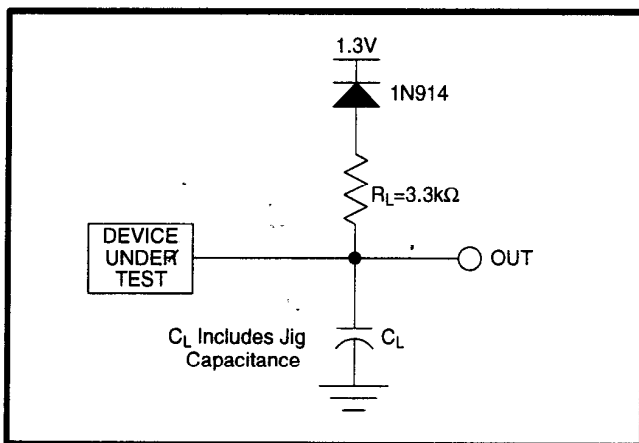 1.3V
1N914
R_L=3.3kΩ
DEVICE
UNDER
TEST
OUT
C_L Includes Jig
Capacitance
C_L